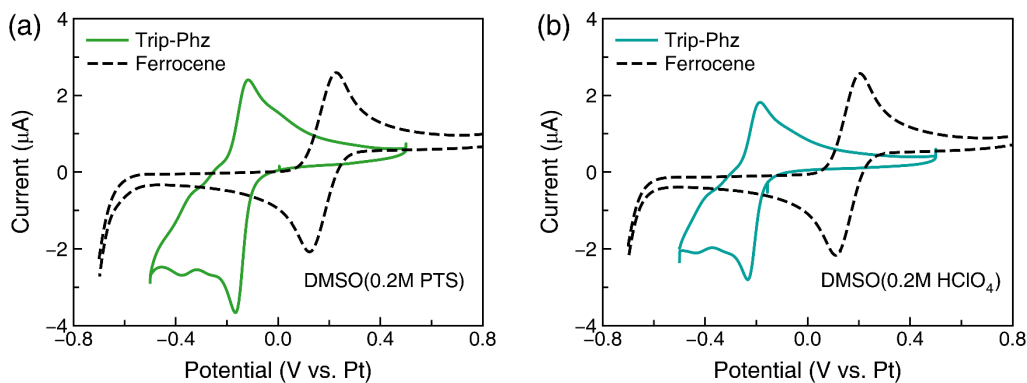 (a)
Trip-Phz
Ferrocene
Current (μA)
4
2
0
−2
−4
DMSO(0.2M PTS)
−0.8
−0.4
0.0
0.4
0.8
Potential (V vs. Pt)
(b)
Trip-Phz
Ferrocene
Current (μA)
4
2
0
−2
−4
DMSO(0.2M HClO₄)
−0.8
−0.4
0.0
0.4
0.8
Potential (V vs. Pt)